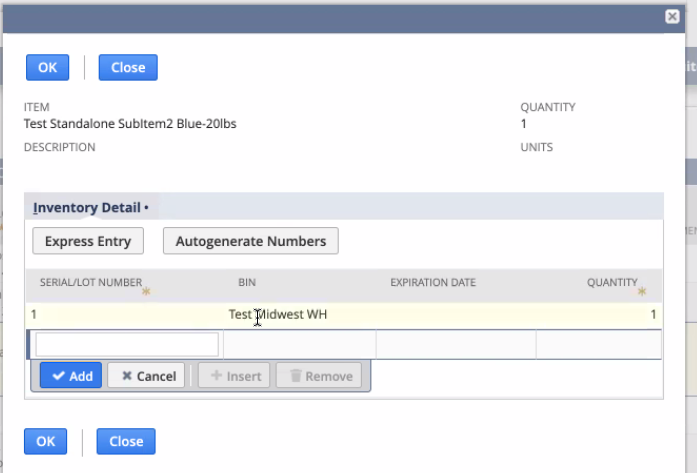 OK
Close
ITEM
QUANTITY
Test Standalone SubItem2 Blue-20lbs
1
DESCRIPTION
UNITS
Inventory Detail •
Express Entry
Autogenerate Numbers
SERIAL/LOT NUMBER * BIN EXPIRATION DATE QUANTITY *
1 Test Midwest WH 1
Add Cancel + Insert Remove
OK
Close